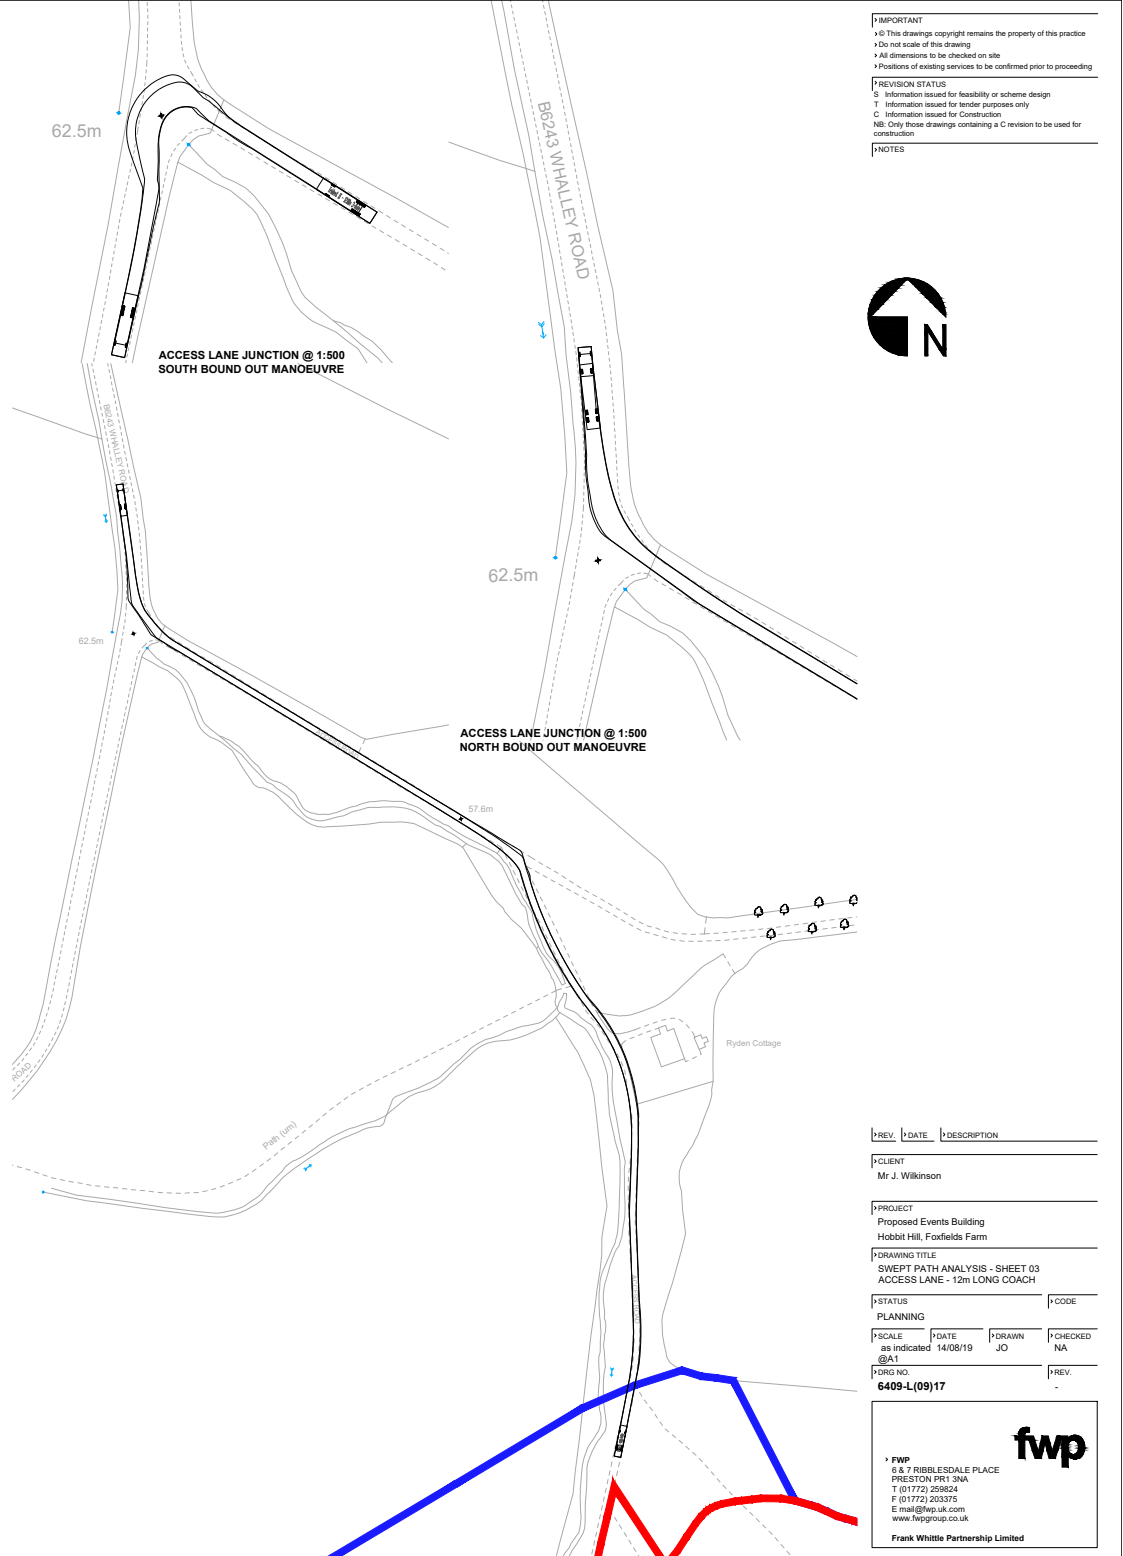 IMPORTANT
© This drawings copyright remains the property of this practice
Do not scale of this drawing
All dimensions to be checked on site
Positions of existing services to be confirmed prior to proceeding
REVISION STATUS
S Information issued for feasibility or scheme design
T Information issued for tender purposes only
C Information issued for Construction
NB: Only those drawings containing a C revision to be used for
construction
NOTES
N
62.5m
B6243 WHALLEY ROAD
ACCESS LANE JUNCTION @ 1:500
SOUTH BOUND OUT MANOEUVRE
B6243 WHALLEY ROAD
62.5m
62.5m
ACCESS LANE JUNCTION @ 1:500
NORTH BOUND OUT MANOEUVRE
57.6m
Ryden Cottage
ROAD
Path (um)
REV. DATE DESCRIPTION
CLIENT
Mr J. Wilkinson
PROJECT
Proposed Events Building
Hobbit Hill, Foxfields Farm
DRAWING TITLE
SWEPT PATH ANALYSIS - SHEET 03
ACCESS LANE - 12m LONG COACH
STATUS CODE
PLANNING
SCALE DATE DRAWN CHECKED
as indicated 14/08/19 JO NA
@A1
DRG NO. REV.
6409-L(09)17 -
fwp
FWP
6 & 7 RIBBLESDALE PLACE
PRESTON PR1 3NA
T (01772) 259824
F (01772) 203375
E mail@fwp.uk.com
www.fwpgroup.co.uk
Frank Whittle Partnership Limited